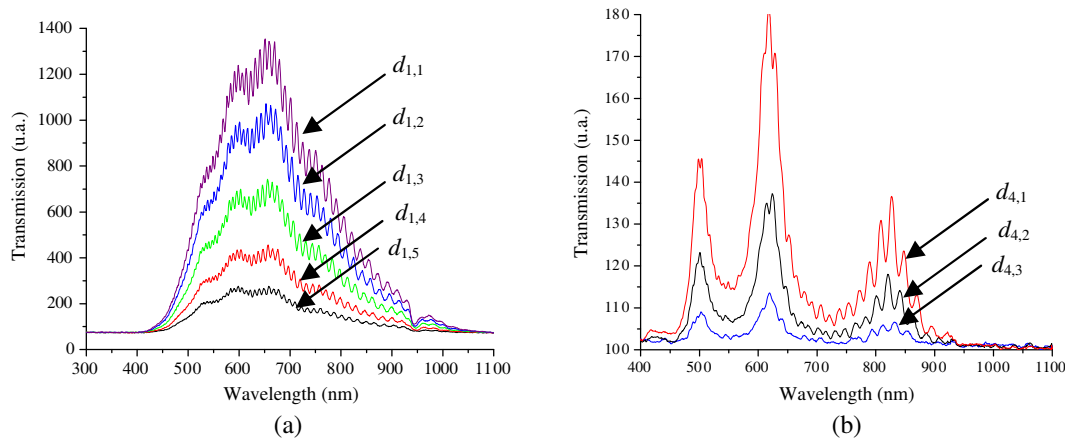 1400
1200
1000
800
600
400
200
0
Transmission (u.a.)
d1,1
d1,2
d1,3
d1,4
d1,5
300 400 500 600 700 800 900 1000 1100
Wavelength (nm)
(a)
180
170
160
150
140
130
120
110
100
Transmission (u.a.)
d4,1
d4,2
d4,3
400 500 600 700 800 900 1000 1100
Wavelength (nm)
(b)